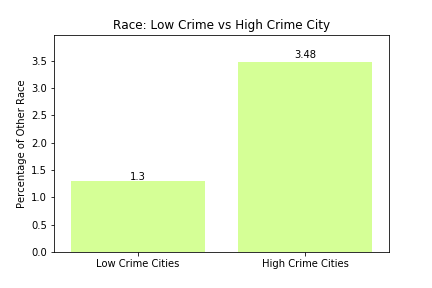 Race: Low Crime vs High Crime City
Percentage of Other Race
3.5
3.0
2.5
2.0
1.5
1.0
0.5
0.0
1.3
3.48
Low Crime Cities
High Crime Cities